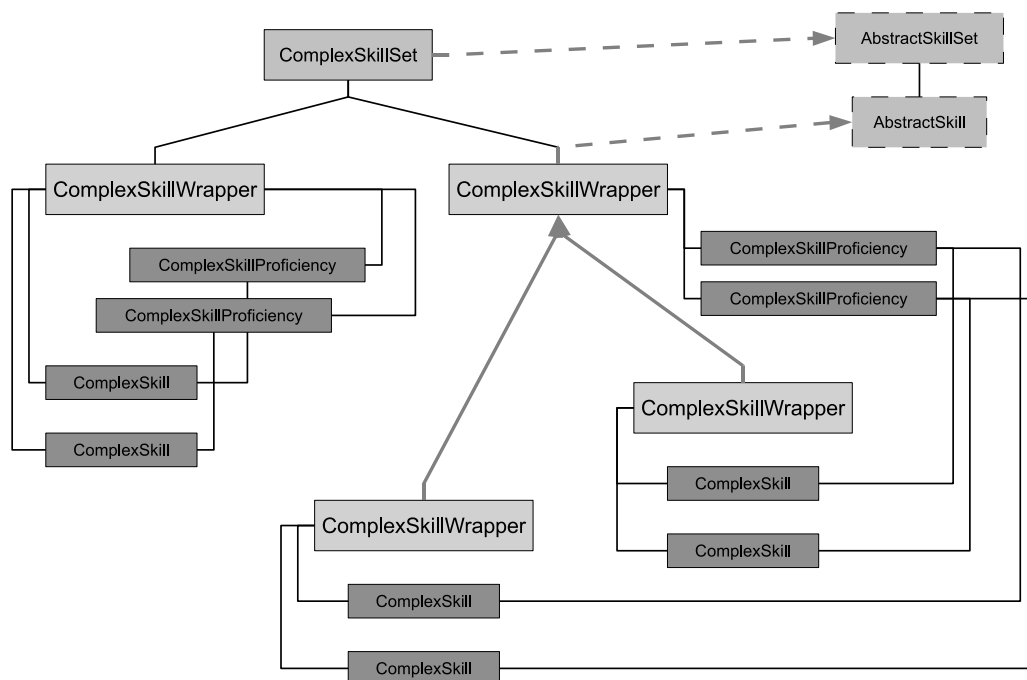 ComplexSkillSet
AbstractSkillSet
AbstractSkill
ComplexSkillWrapper
ComplexSkillWrapper
ComplexSkillProficiency
ComplexSkillProficiency
ComplexSkillProficiency
ComplexSkillProficiency
ComplexSkill
ComplexSkill
ComplexSkillWrapper
ComplexSkill
ComplexSkill
ComplexSkillWrapper
ComplexSkill
ComplexSkill